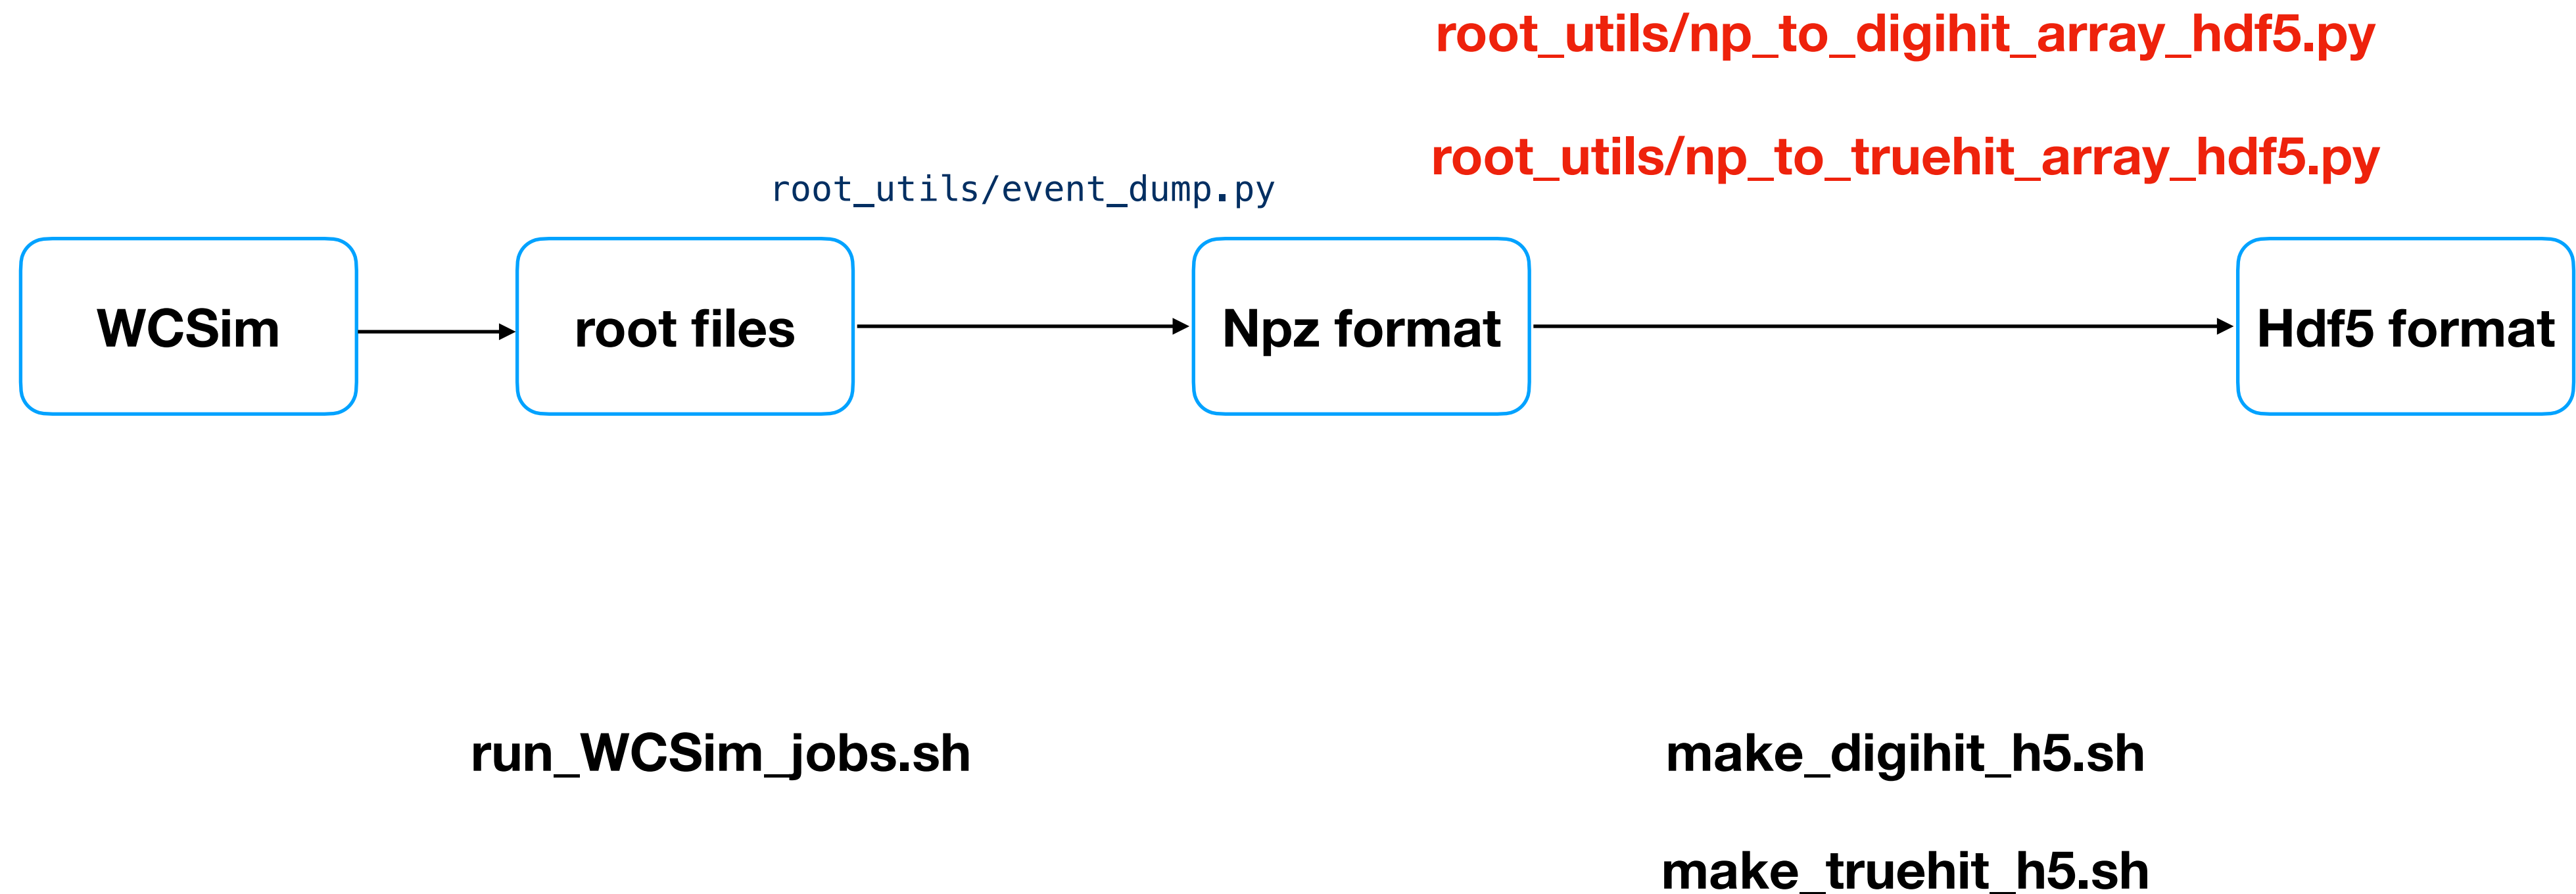 root_utils/np_to_digihit_array_hdf5.py
root_utils/np_to_truehit_array_hdf5.py
root_utils/event_dump.py
WCSim
root files
Npz format
Hdf5 format
run_WCSim_jobs.sh
make_digihit_h5.sh
make_truehit_h5.sh